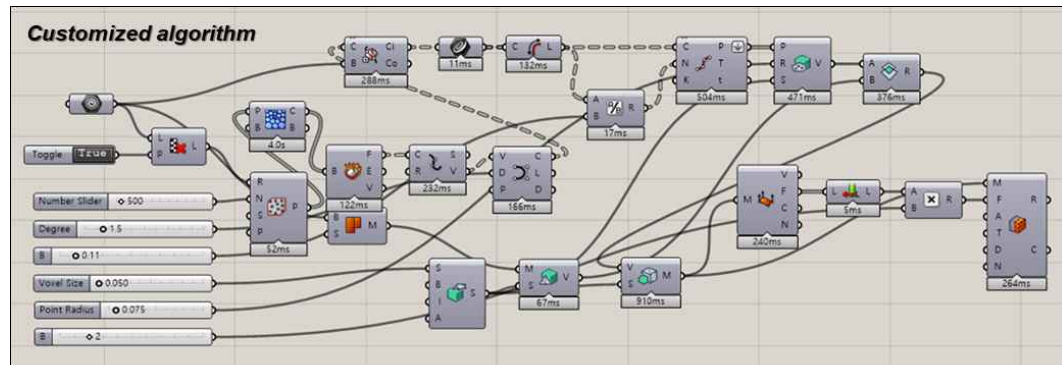 Customized algorithm
C
B
Ci
Co
288ms
11ms
C
L
132ms
C
N
K
P
T
t
504ms
P
R
S
V
471ms
A
B
R
376ms
A
B
A/B
R
17ms
Toggle
True
L
P
L
P
B
C
B
4.0s
B
F
E
V
122ms
C
R
S
V
232ms
V
D
P
C
L
D
166ms
R
N
S
P
P
52ms
B
S
M
Number Slider
500
Degree
1.5
B
0.11
Voxel Size
0.050
Point Radius
0.075
B
2
S
B
I
A
S
M
S
V
67ms
V
S
M
910ms
M
V
F
C
N
240ms
L
L
5ms
A
B
R
M
F
A
T
D
N
R
C
264ms